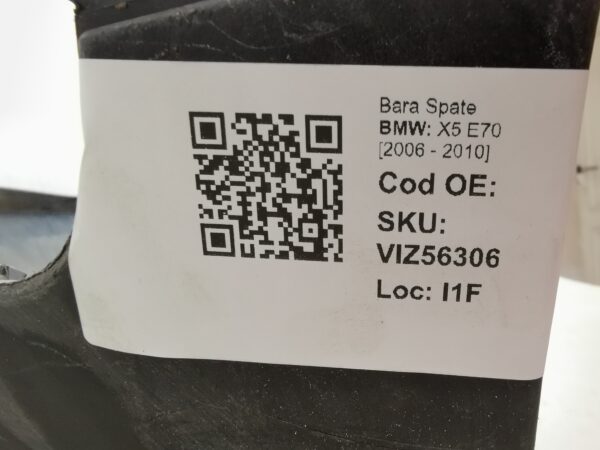 Bara Spate
BMW: X5 E70
[2006 - 2010]
Cod OE:
SKU:
VIZ56306
Loc: I1F